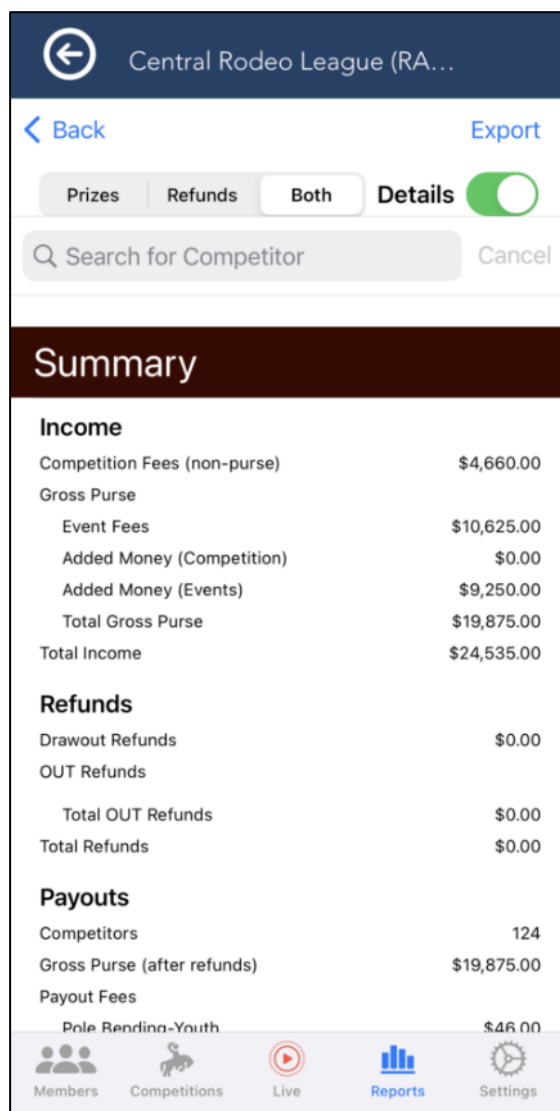 Central Rodeo League (RA...
Back Export
Prizes Refunds Both Details
Search for Competitor Cancel
Summary
Income
Competition Fees (non-purse) $4,660.00
Gross Purse
Event Fees $10,625.00
Added Money (Competition) $0.00
Added Money (Events) $9,250.00
Total Gross Purse $19,875.00
Total Income $24,535.00
Refunds
Drawout Refunds $0.00
OUT Refunds
Total OUT Refunds $0.00
Total Refunds $0.00
Payouts
Competitors 124
Gross Purse (after refunds) $19,875.00
Payout Fees
Pole Bending-Youth $46.00
Members Competitions Live Reports Settings